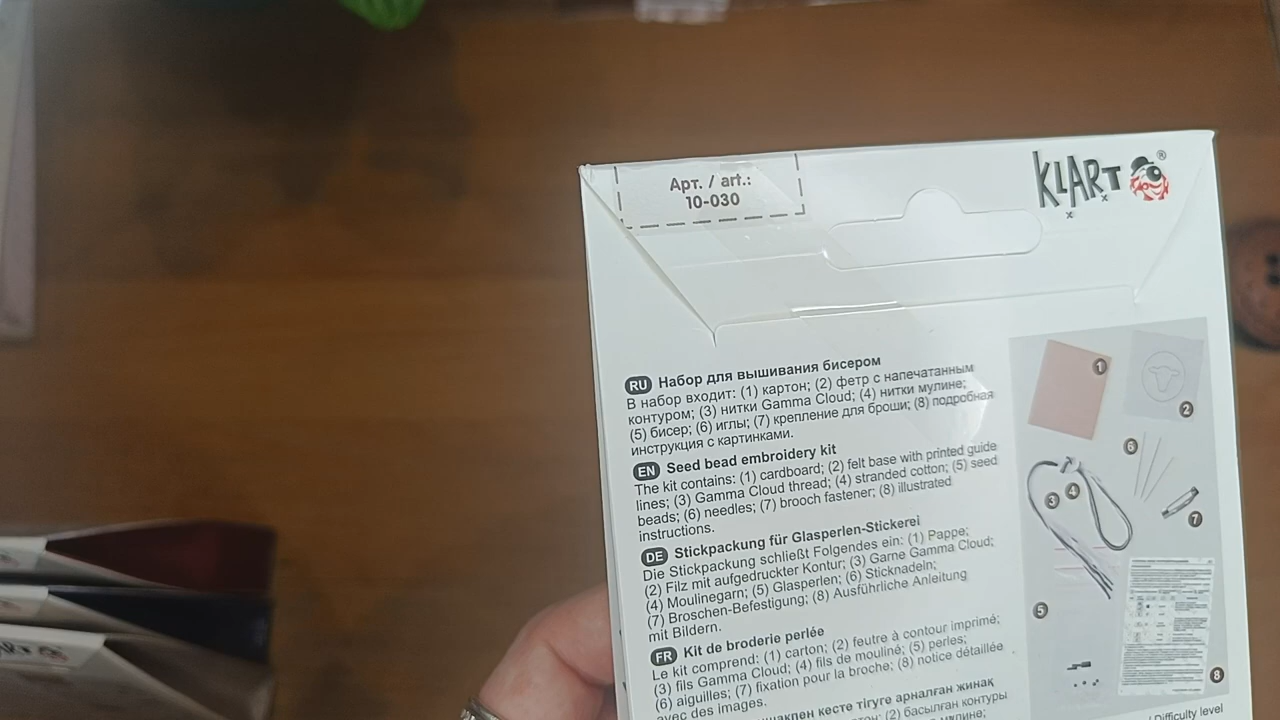 Арт. / art.:
10-030
KLART
®
RU Набор для вышивания бисером
В набор входит: (1) картон; (2) фетр с напечатанным
контуром; (3) нитки Gamma Cloud; (4) нитки мулине;
(5) бисер; (6) иглы; (7) крепление для броши; (8) подробная
инструкция с картинками.
EN Seed bead embroidery kit
The kit contains: (1) cardboard; (2) felt base with printed guide
lines; (3) Gamma Cloud thread; (4) stranded cotton; (5) seed
beads; (6) needles; (7) brooch fastener; (8) illustrated
instructions.
DE Stickpackung für Glasperlen-Stickerei
Die Stickpackung schließt Folgendes ein: (1) Pappe;
(2) Filz mit aufgedruckter Kontur; (3) Garne Gamma Cloud;
(4) Moulinegarn; (5) Glasperlen; (6) Sticknadeln;
(7) Broschen-Befestigung; (8) Ausführliche Anleitung
mit Bildern.
FR Kit de broderie perlée
Le kit comprend: (1) carton; (2) feutre à contour imprimé;
(3) fils Gamma Cloud; (4) fils de mouliné; (5) perles;
(6) aiguilles; (7) fixation pour la broche; (8) notice détaillée
avec des images.
кесте тігуге арналған жинақ
(2) басылған контуры
мулине;
1
2
6
3
4
7
5
8
Difficulty level